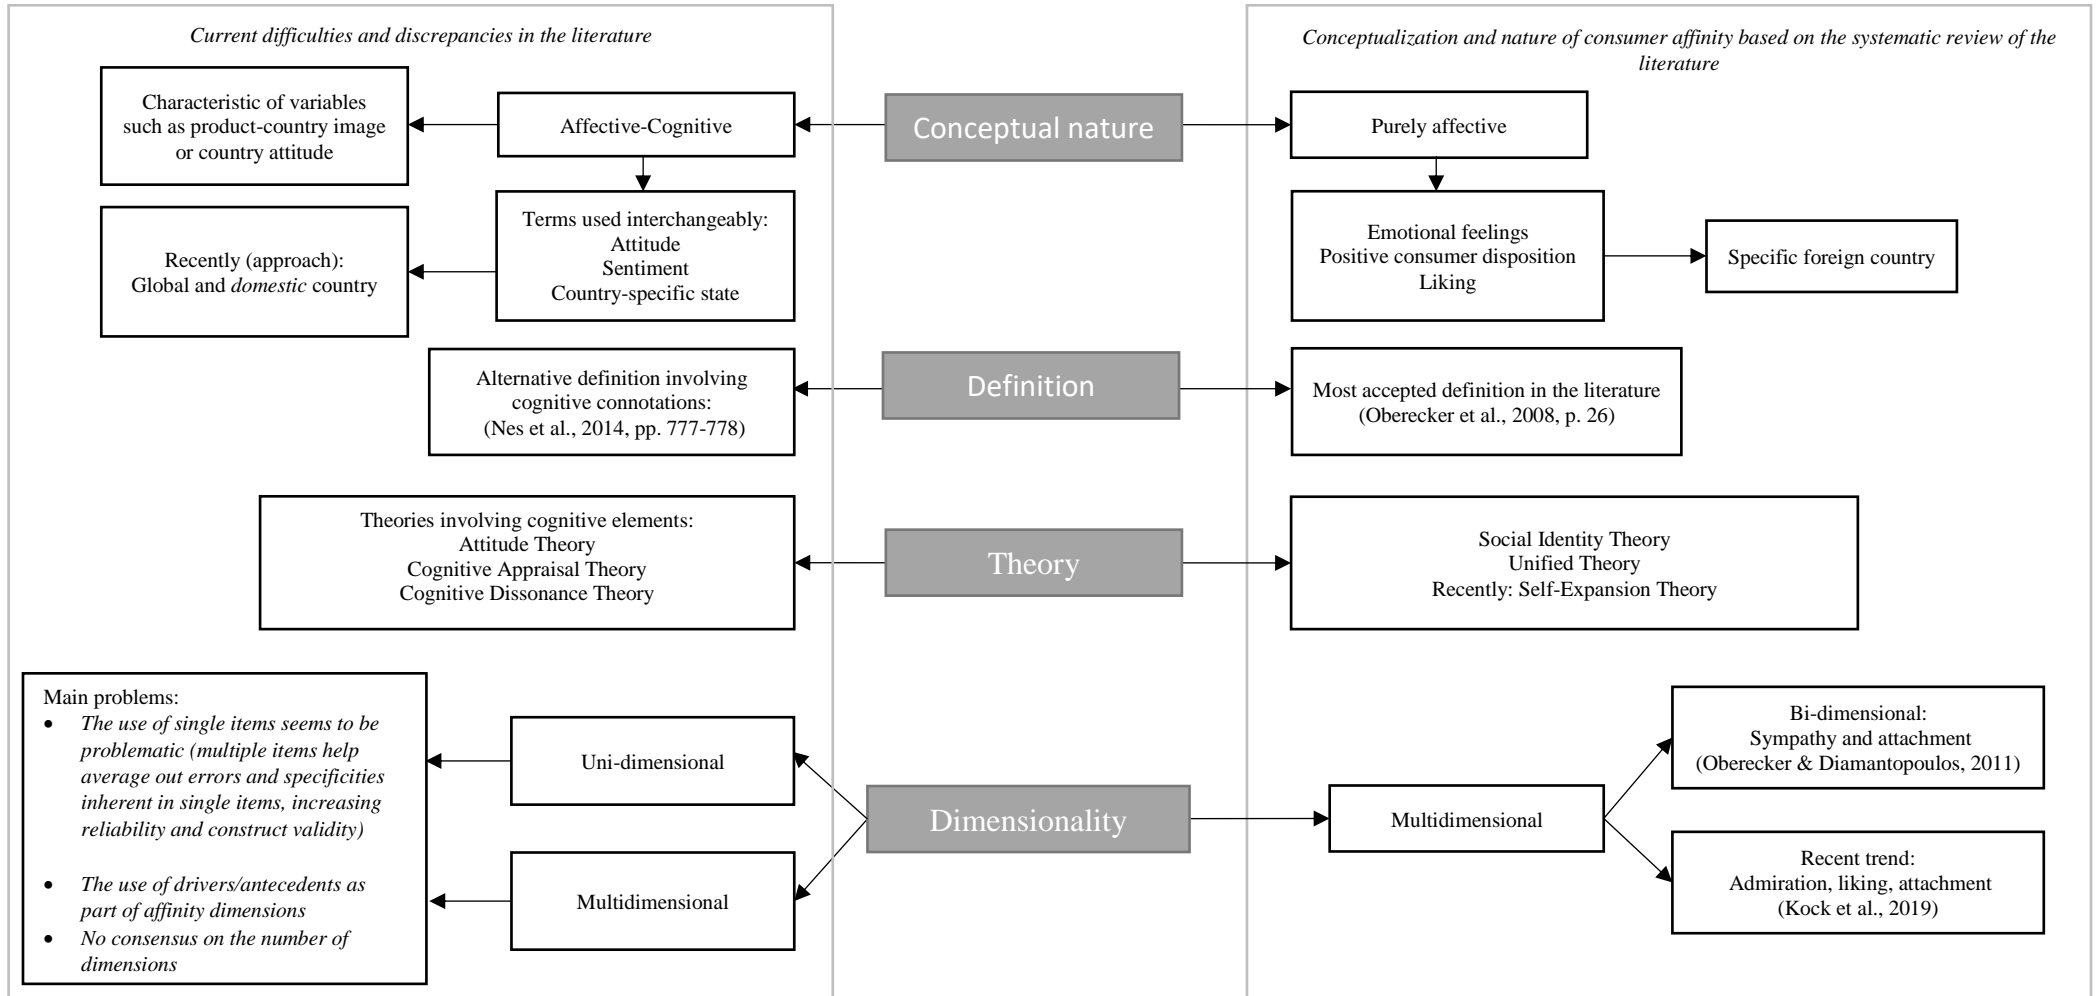 Current difficulties and discrepancies in the literature
Characteristic of variables
such as product-country image
or country attitude
Affective-Cognitive
Recently (approach):
Global and domestic country
Terms used interchangeably:
Attitude
Sentiment
Country-specific state
Alternative definition involving
cognitive connotations:
(Nes et al., 2014, pp. 777-778)
Theories involving cognitive elements:
Attitude Theory
Cognitive Appraisal Theory
Cognitive Dissonance Theory
Main problems:
• The use of single items seems to be
problematic (multiple items help
average out errors and specificities
inherent in single items, increasing
reliability and construct validity)
• The use of drivers/antecedents as
part of affinity dimensions
• No consensus on the number of
dimensions
Uni-dimensional
Multidimensional
Conceptual nature
Definition
Theory
Dimensionality
Conceptualization and nature of consumer affinity based on the systematic review of the
literature
Purely affective
Emotional feelings
Positive consumer disposition
Liking
Specific foreign country
Most accepted definition in the literature
(Oberecker et al., 2008, p. 26)
Social Identity Theory
Unified Theory
Recently: Self-Expansion Theory
Multidimensional
Bi-dimensional:
Sympathy and attachment
(Oberecker & Diamantopoulos, 2011)
Recent trend:
Admiration, liking, attachment
(Kock et al., 2019)